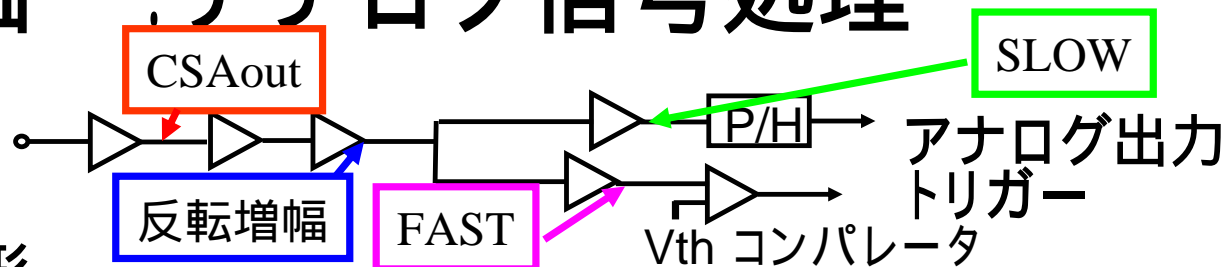 アナログ信号処理
CSAout
SLOW
P/H
アナログ出力
反転増幅
FAST
トリガー
Vth コンパレータ